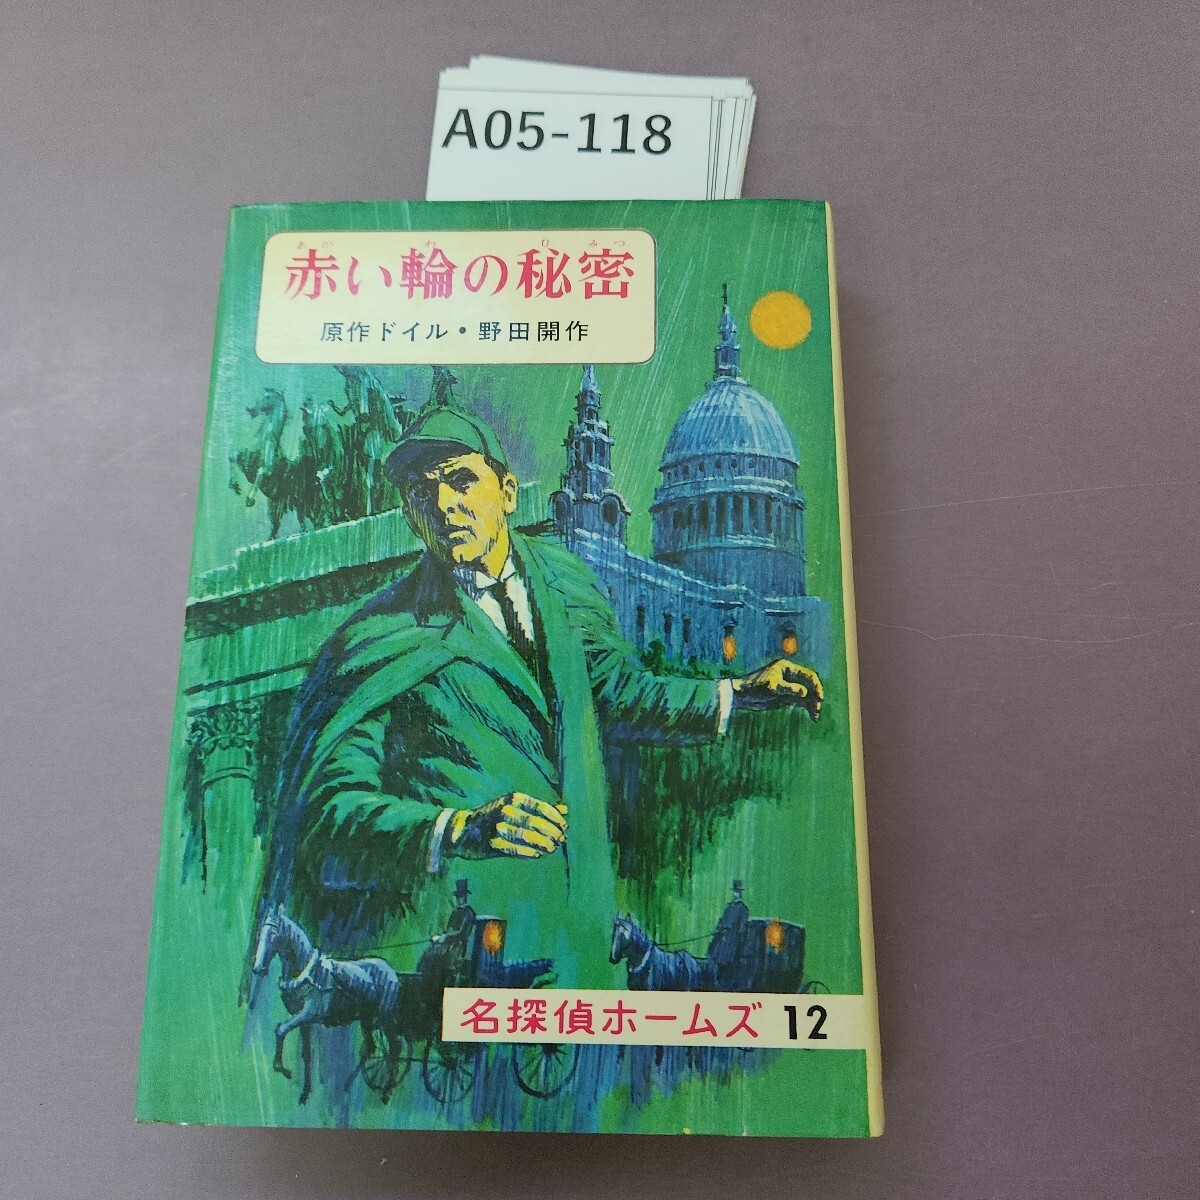 A05-118
あか わ ひみつ
赤い輪の秘密
原作ドイル・野田開作
名探偵ホームズ 12